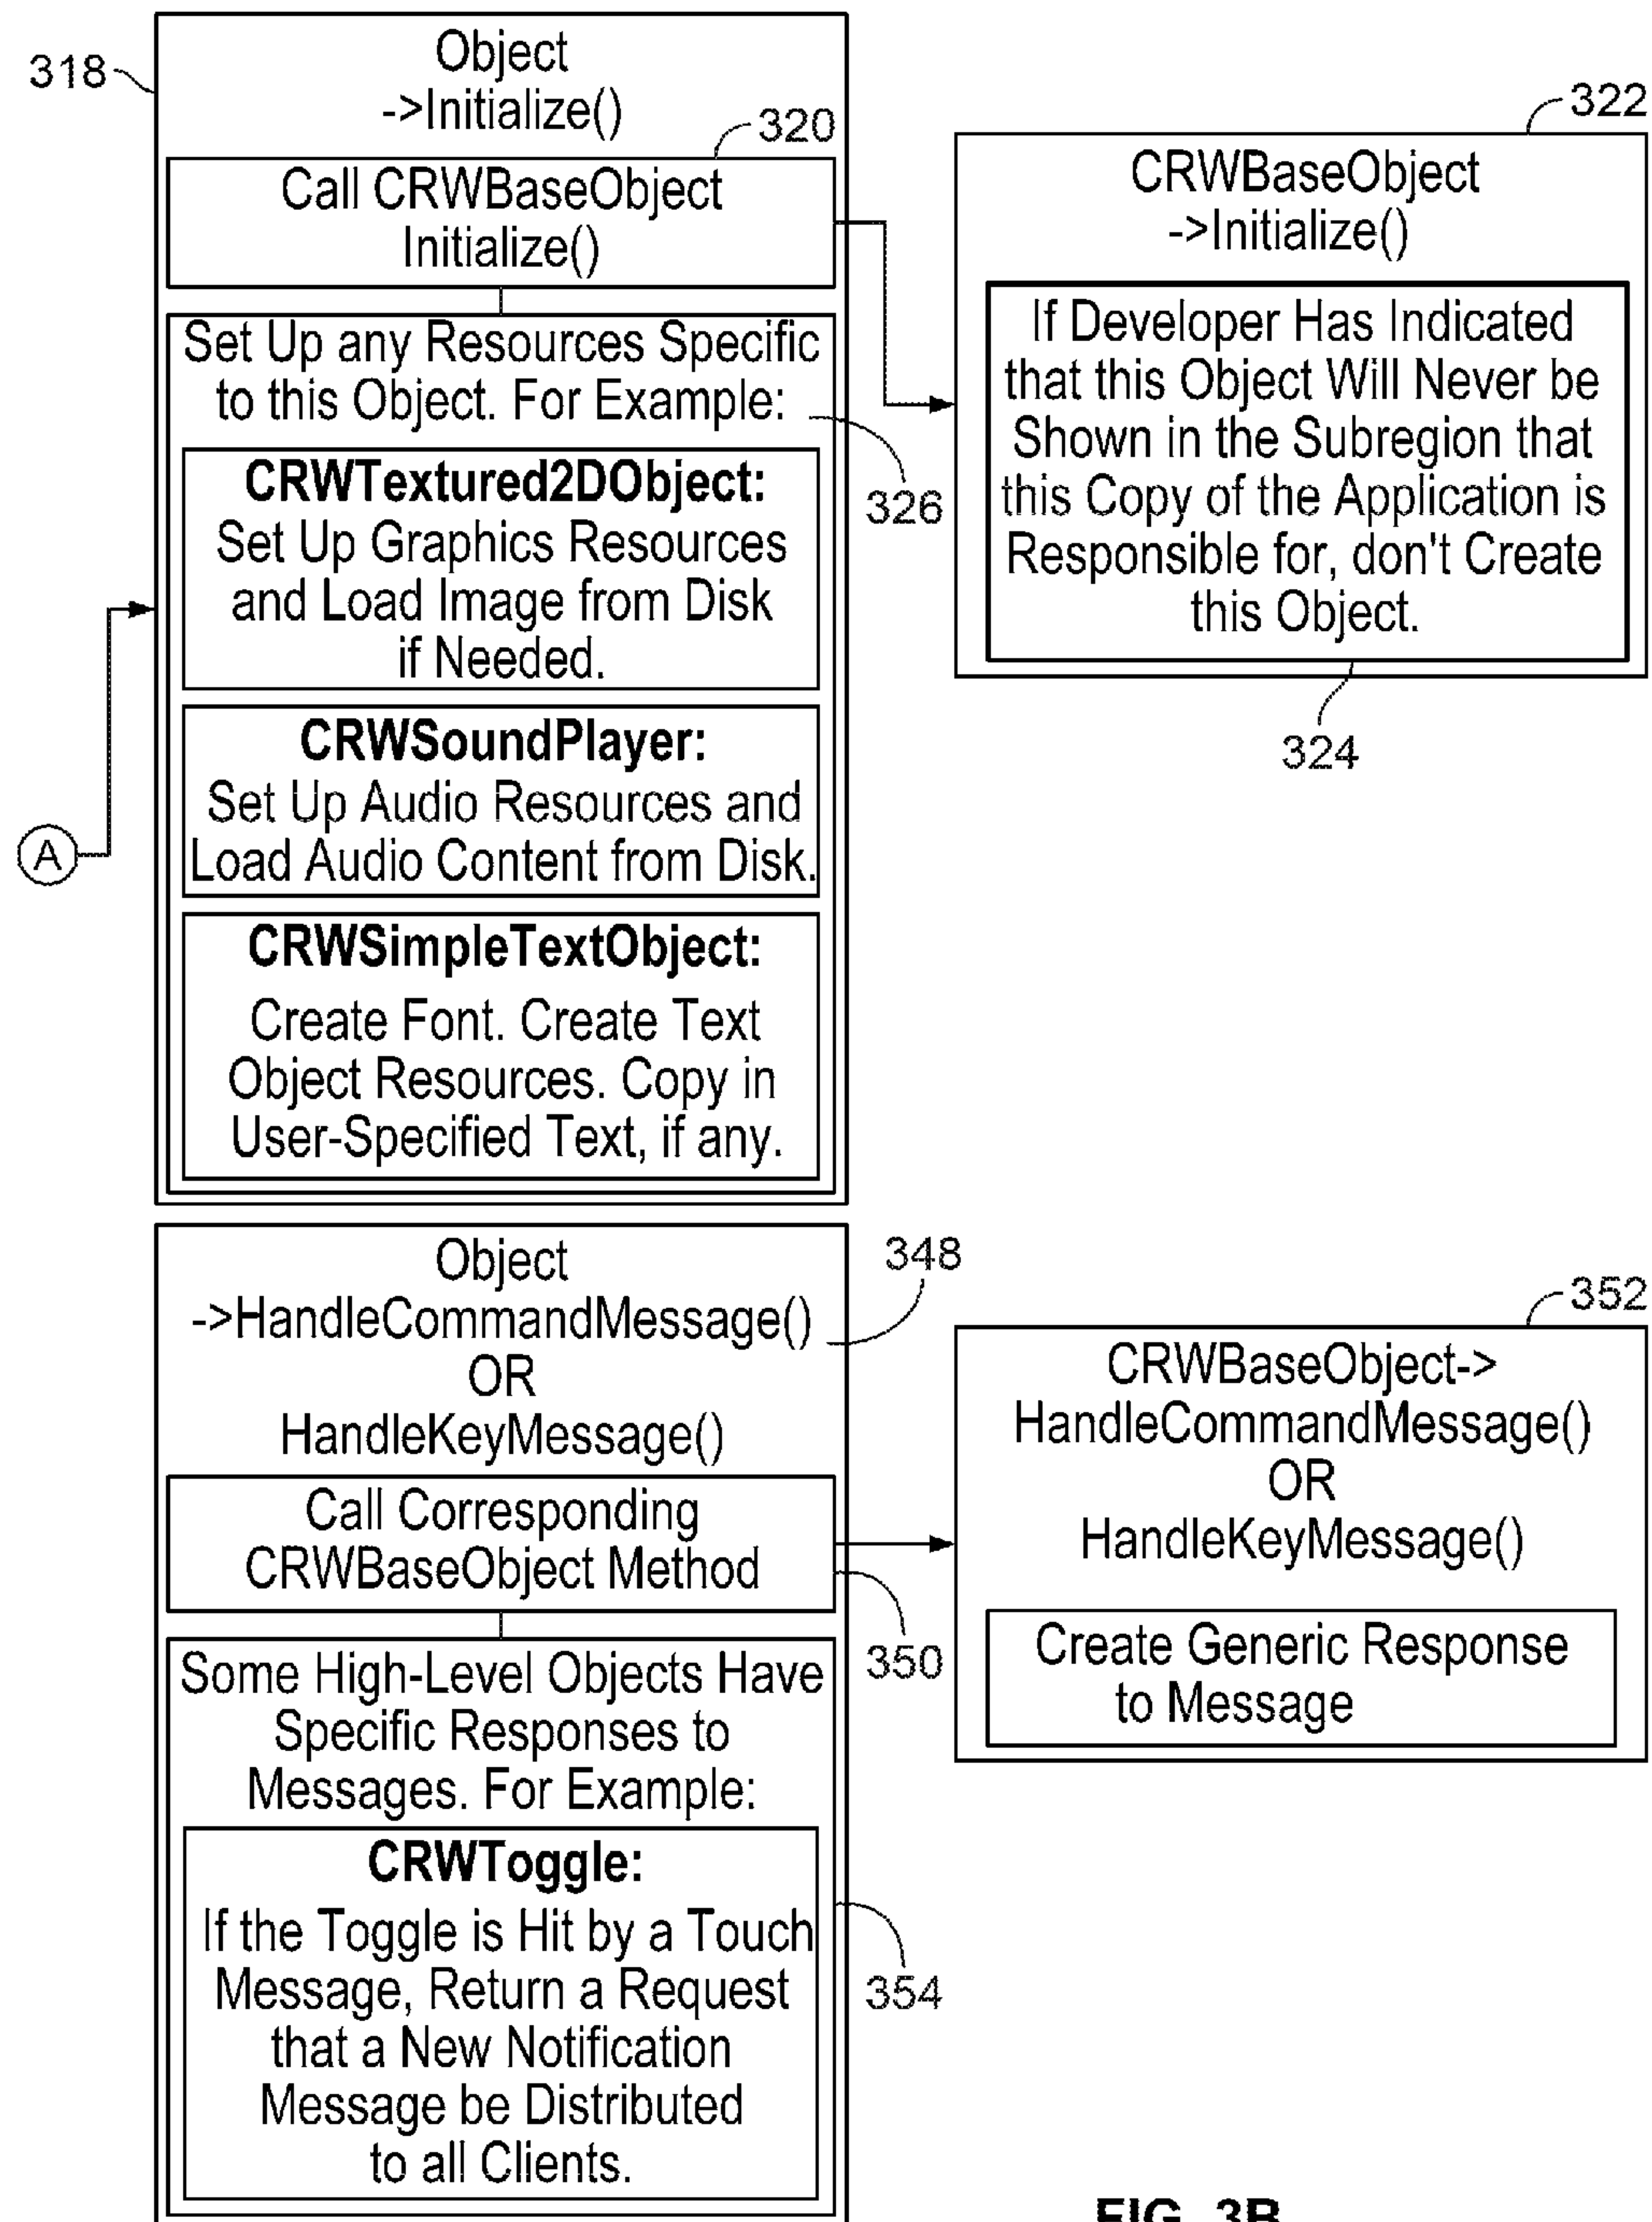 318
Object
->Initialize()
320
Call CRWBaseObject
Initialize()
Set Up any Resources Specific
to this Object. For Example:
326
CRWTextured2DObject:
Set Up Graphics Resources
and Load Image from Disk
if Needed.
CRWSoundPlayer:
Set Up Audio Resources and
Load Audio Content from Disk.
CRWSimpleTextObject:
Create Font. Create Text
Object Resources. Copy in
User-Specified Text, if any.
A
322
CRWBaseObject
->Initialize()
If Developer Has Indicated
that this Object Will Never be
Shown in the Subregion that
this Copy of the Application is
Responsible for, don't Create
this Object.
324
Object
->HandleCommandMessage()
OR
HandleKeyMessage()
348
Call Corresponding
CRWBaseObject Method
350
Some High-Level Objects Have
Specific Responses to
Messages. For Example:
CRWToggle:
If the Toggle is Hit by a Touch
Message, Return a Request
that a New Notification
Message be Distributed
to all Clients.
354
352
CRWBaseObject->
HandleCommandMessage()
OR
HandleKeyMessage()
Create Generic Response
to Message
FIG. 3B